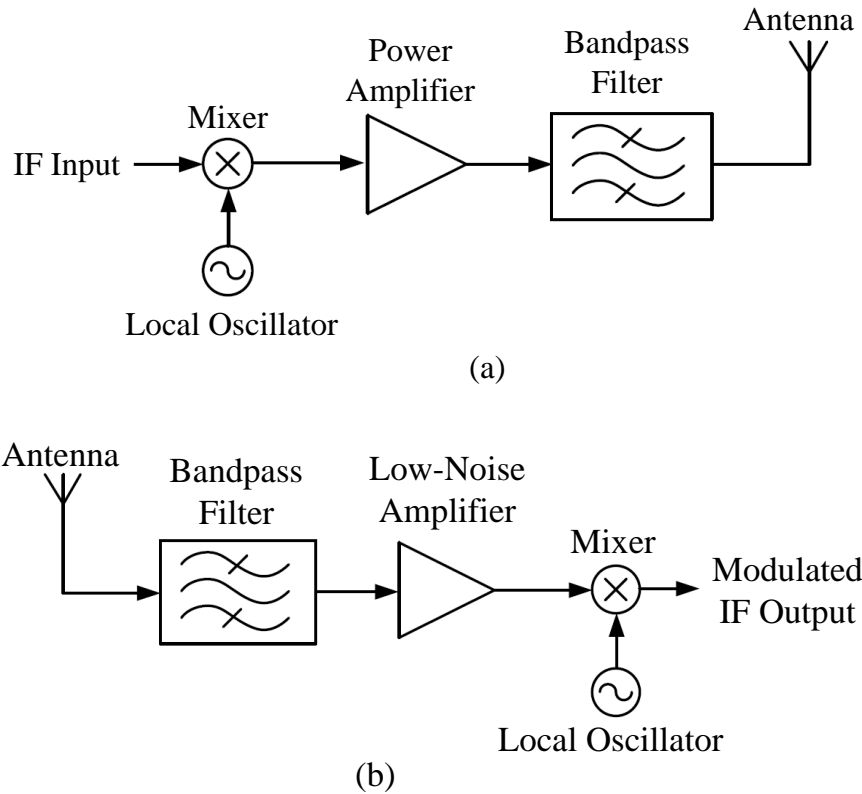 Antenna
Power
Amplifier
Bandpass
Filter
Mixer
IF Input
Local Oscillator
(a)
Antenna
Bandpass
Filter
Low-Noise
Amplifier
Mixer
Modulated
IF Output
Local Oscillator
(b)